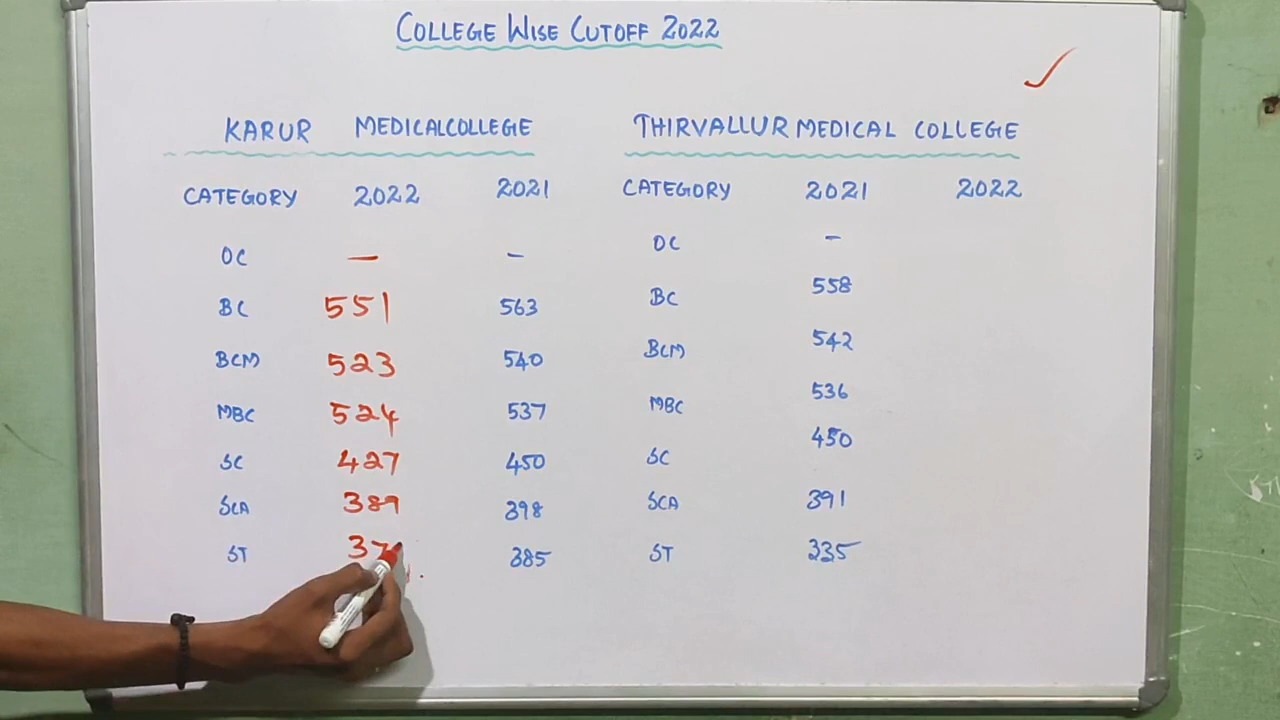 COLLEGE WISE CUTOFF 2022
KARUR MEDICALCOLLEGE THIRVALLUR MEDICAL COLLEGE
CATEGORY 2022 2021 CATEGORY 2021 2022
OC — – OC –
BC 551 563 BC 558
BCM 523 540 BCM 542
MBC 524 537 MBC 536
SC 427 450 SC 450
SCA 389 398 SCA 391
ST 385 ST 335